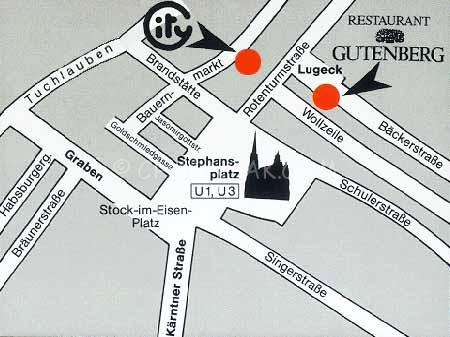 City
RESTAURANT
GUTENBERG
Lugeck
Tuchlauben
Brandstätte
Bauern-
markt
Rotenturmstraße
Wollzeile
Bäckerstraße
Jasomirgottstr.
Goldschmiedgasse
Stephans-
platz
U1, U3
Graben
Habsburgerg.
Bräunerstraße
Stock-im-Eisen-
Platz
Kärntner Straße
Singerstraße
Schulerstraße